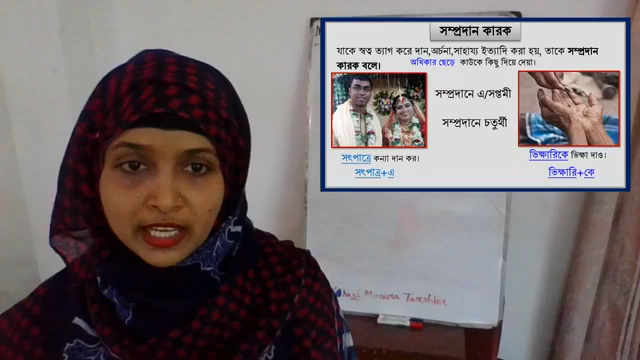 সম্প্রদান কারক
যাকে স্বত্ব ত্যাগ করে দান,অর্চনা,সাহায্য ইত্যাদি করা হয়, তাকে সম্প্রদান
কারক বলে।
অধিকার ছেড়ে কাউকে কিছু দিয়ে দেয়া।
সম্প্রদানে এ/সপ্তমী
সম্প্রদানে চতুর্থী
সৎপাত্রে কন্যা দান কর।
সৎপাত্র+এ
ভিক্ষারিকে ভিক্ষা দাও।
ভিক্ষারি+কে
Monira